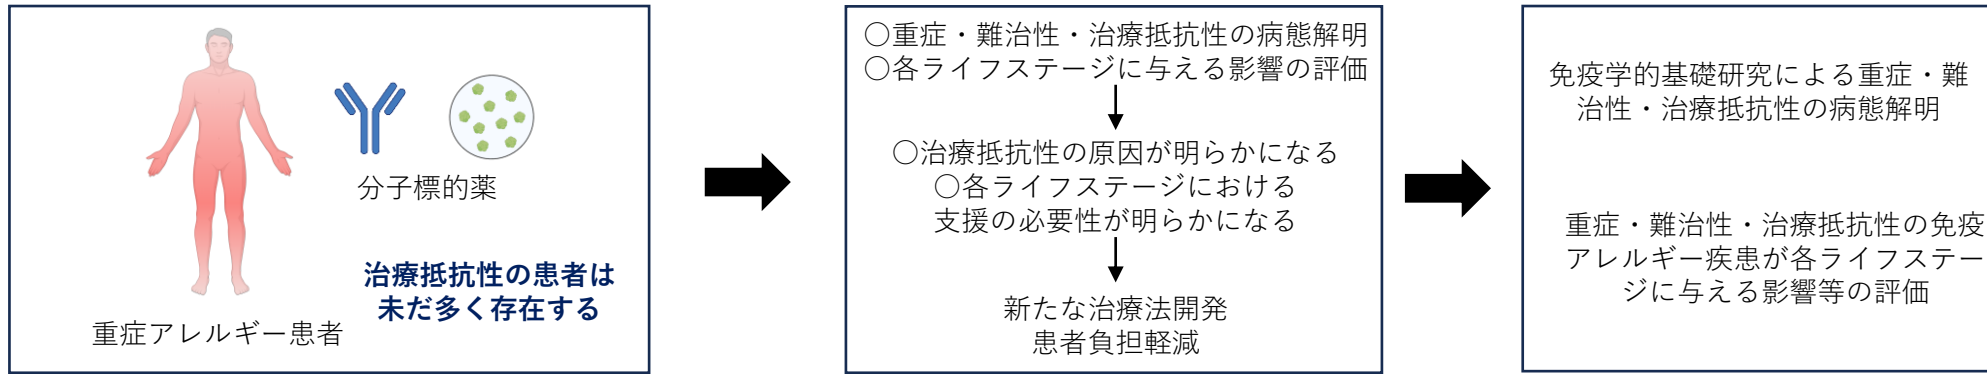 分子標的薬
治療抵抗性の患者は
未だ多く存在する
重症アレルギー患者
○重症・難治性・治療抵抗性の病態解明
○各ライフステージに与える影響の評価
○治療抵抗性の原因が明らかになる
○各ライフステージにおける
支援の必要性が明らかになる
新たな治療法開発
患者負担軽減
免疫学的基礎研究による重症・難
治性・治療抵抗性の病態解明
重症・難治性・治療抵抗性の免疫
アレルギー疾患が各ライフステー
ジに与える影響等の評価